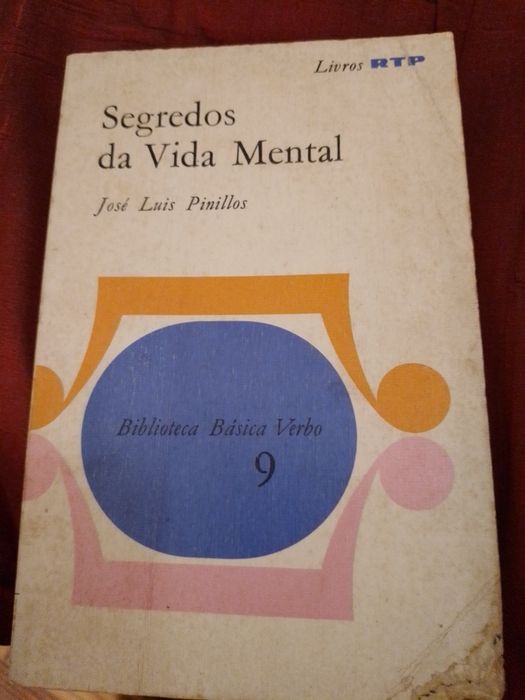 Livros RTP
Segredos
da Vida Mental
José Luis Pinillos
Biblioteca Básica Verbo
9